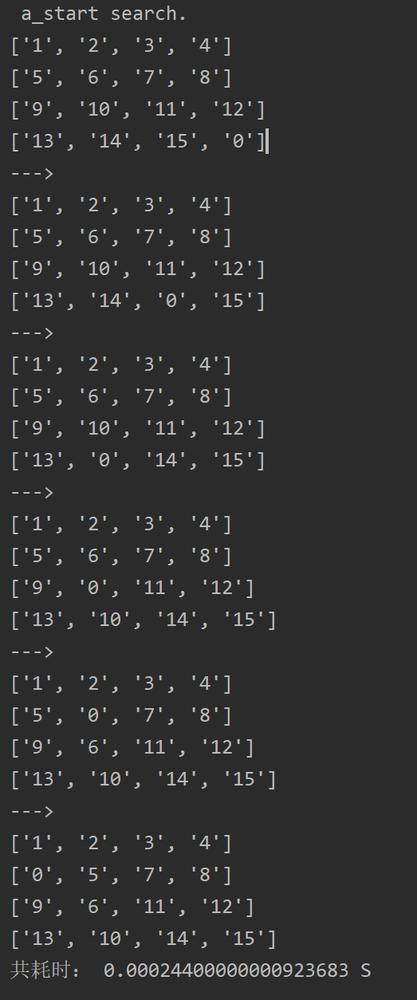 a_start search.
['1', '2', '3', '4']
['5', '6', '7', '8']
['9', '10', '11', '12']
['13', '14', '15', '0']
--->
['1', '2', '3', '4']
['5', '6', '7', '8']
['9', '10', '11', '12']
['13', '14', '0', '15']
--->
['1', '2', '3', '4']
['5', '6', '7', '8']
['9', '10', '11', '12']
['13', '0', '14', '15']
--->
['1', '2', '3', '4']
['5', '6', '7', '8']
['9', '0', '11', '12']
['13', '10', '14', '15']
--->
['1', '2', '3', '4']
['5', '0', '7', '8']
['9', '6', '11', '12']
['13', '10', '14', '15']
--->
['1', '2', '3', '4']
['0', '5', '7', '8']
['9', '6', '11', '12']
['13', '10', '14', '15']
共耗时： 0.00024400000000923683 S